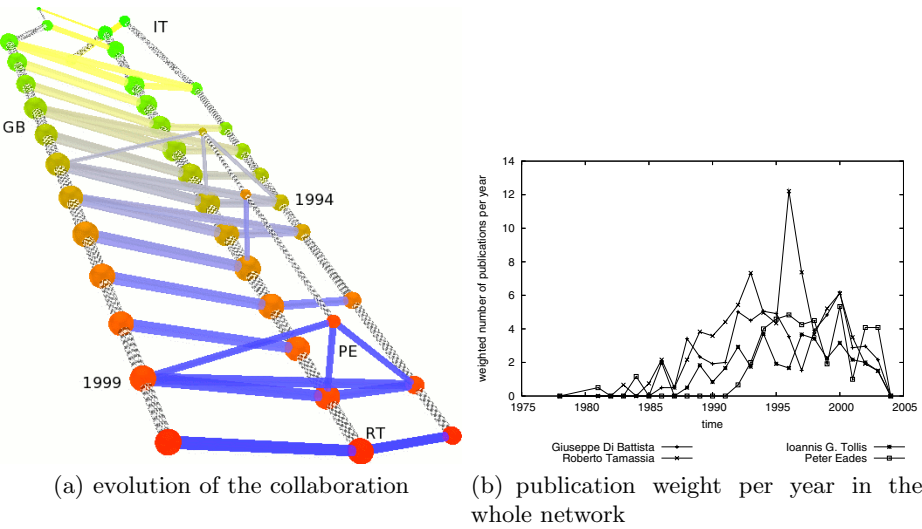 IT
GB
1994
PE
1999
RT
(a) evolution of the collaboration
14
12
10
8
6
4
2
0
weighted number of publications per year
1975 1980 1985 1990 1995 2000 2005
time
Giuseppe Di Battista Ioannis G. Tollis
Roberto Tamassia Peter Eades
(b) publication weight per year in the
whole network